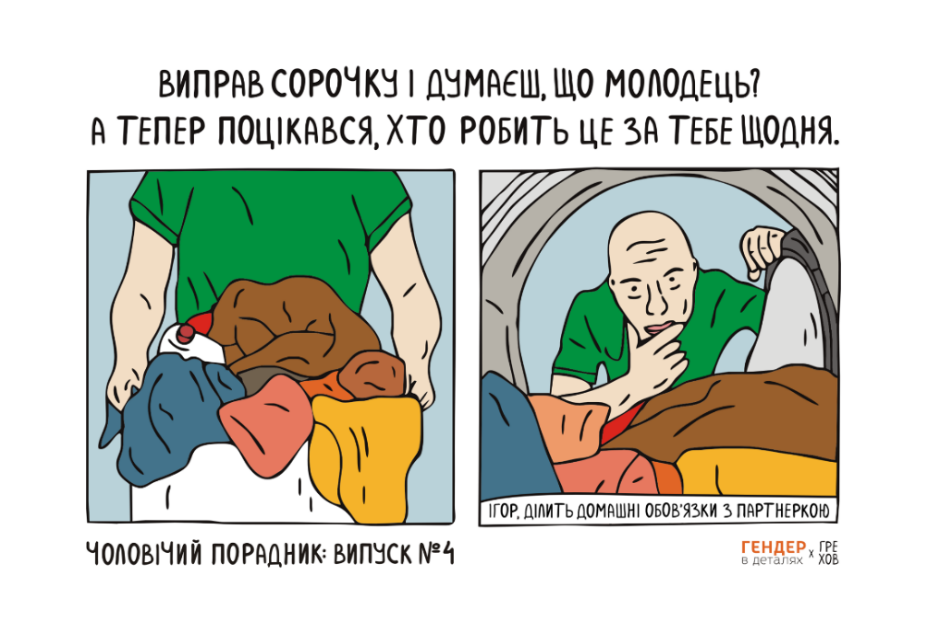 ВИПРАВ СОРОЧКУ І ДУМАЄШ, ЩО МОЛОДЕЦЬ?
А ТЕПЕР ПОЦІКАВСЯ, ХТО РОБИТЬ ЦЕ ЗА ТЕБЕ ЩОДНЯ.
ІГОР, ДІЛИТЬ ДОМАШНІ ОБОВ'ЯЗКИ З ПАРТНЕРКОЮ
ЧОЛОВІЧИЙ ПОРАДНИК: ВИПУСК №4
ГЕНДЕР
в деталях
х
ГРЕ
ХОВ